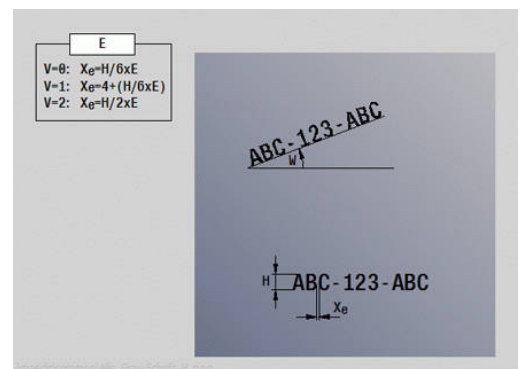 E
V=0: Xe=H/6xE
V=1: Xe=4+(H/6xE)
V=2: Xe=H/2xE
ABC-123-ABC
W
H
ABC-123-ABC
Xe